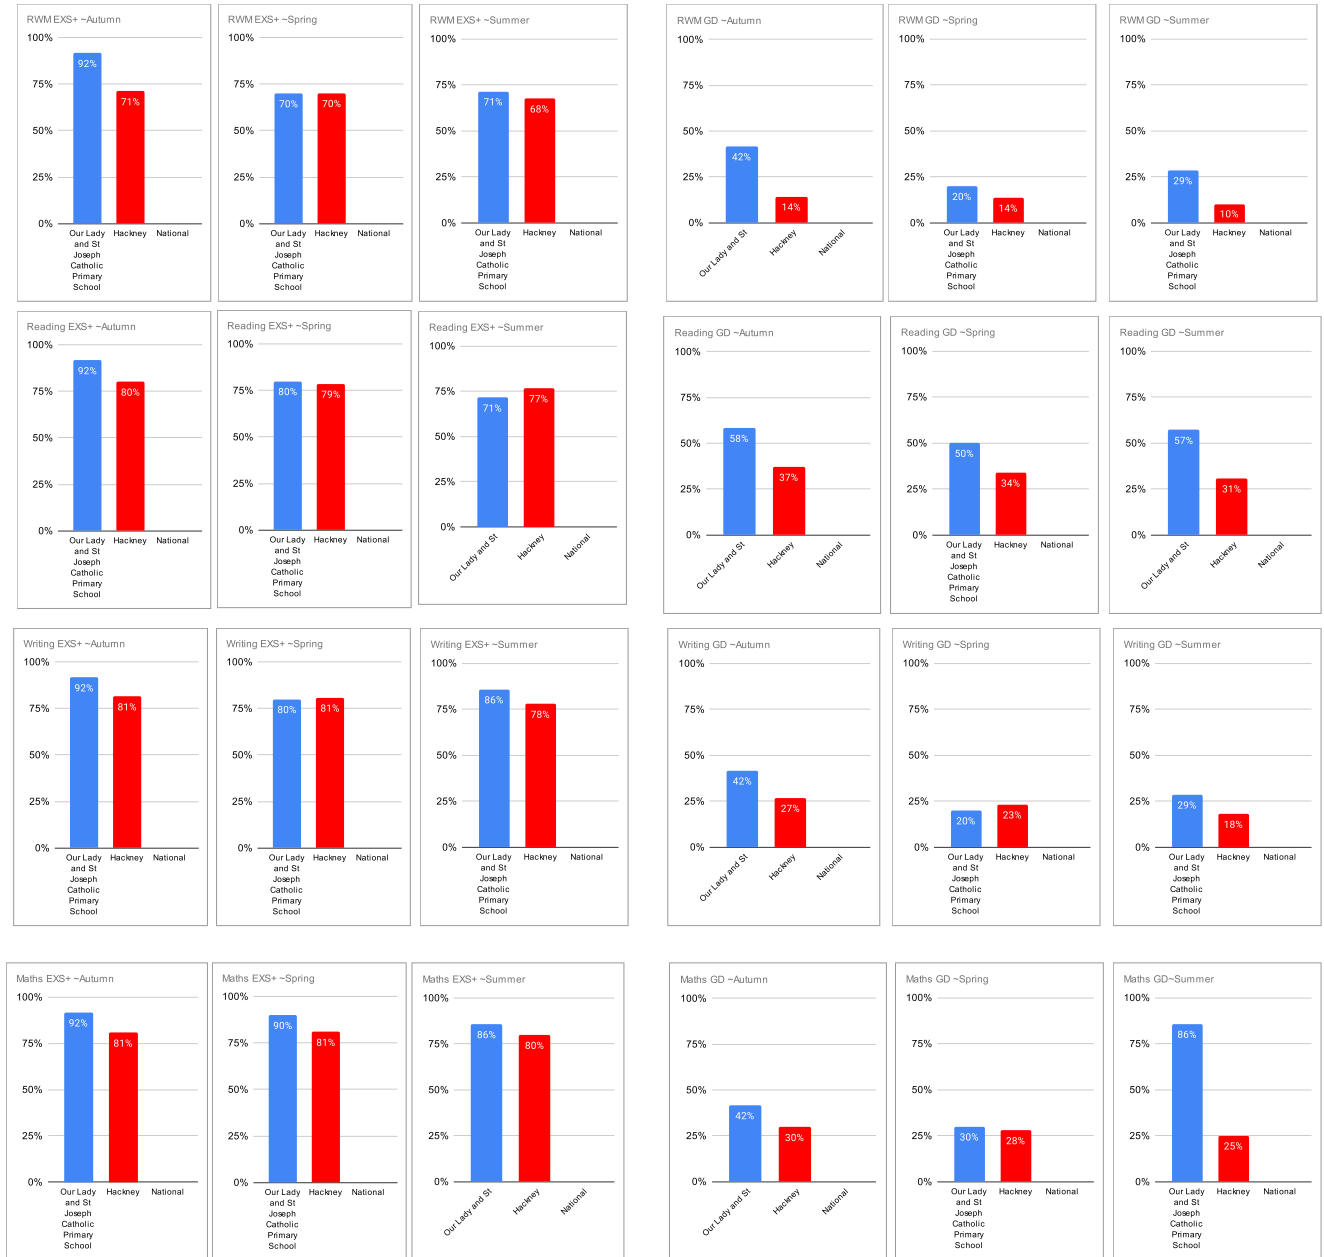 RWM EXS+ ~Autumn
100%
75%
50%
25%
0%
92%
71%
Our Lady
and St
Joseph
Catholic
Primary
School
Hackney
National
RWM EXS+ ~Spring
100%
75%
50%
25%
0%
70%
70%
Our Lady
and St
Joseph
Catholic
Primary
School
Hackney
National
RWM EXS+ ~Summer
100%
75%
50%
25%
0%
71%
68%
Our Lady
and St
Joseph
Catholic
Primary
School
Hackney
National
RWM GD ~Autumn
100%
75%
50%
25%
0%
42%
14%
Our Lady and St
Hackney
National
RWM GD ~Spring
100%
75%
50%
25%
0%
20%
14%
Our Lady
and St
Joseph
Catholic
Primary
School
Hackney
National
RWM GD ~Summer
100%
75%
50%
25%
0%
29%
10%
Our Lady
and St
Joseph
Catholic
Primary
School
Hackney
National
Reading EXS+ ~Autumn
100%
75%
50%
25%
0%
92%
80%
Our Lady
and St
Joseph
Catholic
Primary
School
Hackney
National
Reading EXS+ ~Spring
100%
75%
50%
25%
0%
80%
79%
Our Lady
and St
Joseph
Catholic
Primary
School
Hackney
National
Reading EXS+ ~Summer
100%
75%
50%
25%
0%
71%
77%
Our Lady and St
Hackney
National
Reading GD ~Autumn
100%
75%
50%
25%
0%
58%
37%
Our Lady and St
Hackney
National
Reading GD ~Spring
100%
75%
50%
25%
0%
50%
34%
Our Lady
and St
Joseph
Catholic
Primary
School
Hackney
National
Reading GD ~Summer
100%
75%
50%
25%
0%
57%
31%
Our Lady and St
Hackney
National
Writing EXS+ ~Autumn
100%
75%
50%
25%
0%
92%
81%
Our Lady
and St
Joseph
Catholic
Primary
School
Hackney
National
Writing EXS+ ~Spring
100%
75%
50%
25%
0%
80%
81%
Our Lady
and St
Joseph
Catholic
Primary
School
Hackney
National
Writing EXS+ ~Summer
100%
75%
50%
25%
0%
86%
78%
Our Lady
and St
Joseph
Catholic
Primary
School
Hackney
National
Writing GD ~Autumn
100%
75%
50%
25%
0%
42%
27%
Our Lady and St
Hackney
National
Writing GD ~Spring
100%
75%
50%
25%
0%
20%
23%
Our Lady
and St
Joseph
Catholic
Primary
School
Hackney
National
Writing GD ~Summer
100%
75%
50%
25%
0%
29%
18%
Our Lady
and St
Joseph
Catholic
Primary
School
Hackney
National
Maths EXS+ ~Autumn
100%
75%
50%
25%
0%
92%
81%
Our Lady
and St
Joseph
Catholic
Primary
School
Hackney
National
Maths EXS+ ~Spring
100%
75%
50%
25%
0%
90%
81%
Our Lady
and St
Joseph
Catholic
Primary
School
Hackney
National
Maths EXS+ ~Summer
100%
75%
50%
25%
0%
86%
80%
Our Lady and St
Hackney
National
Maths GD ~Autumn
100%
75%
50%
25%
0%
42%
30%
Our Lady and St
Hackney
National
Maths GD ~Spring
100%
75%
50%
25%
0%
30%
28%
Our Lady
and St
Joseph
Catholic
Primary
School
Hackney
National
Maths GD~Summer
100%
75%
50%
25%
0%
86%
25%
Our Lady
and St
Joseph
Catholic
Primary
School
Hackney
National